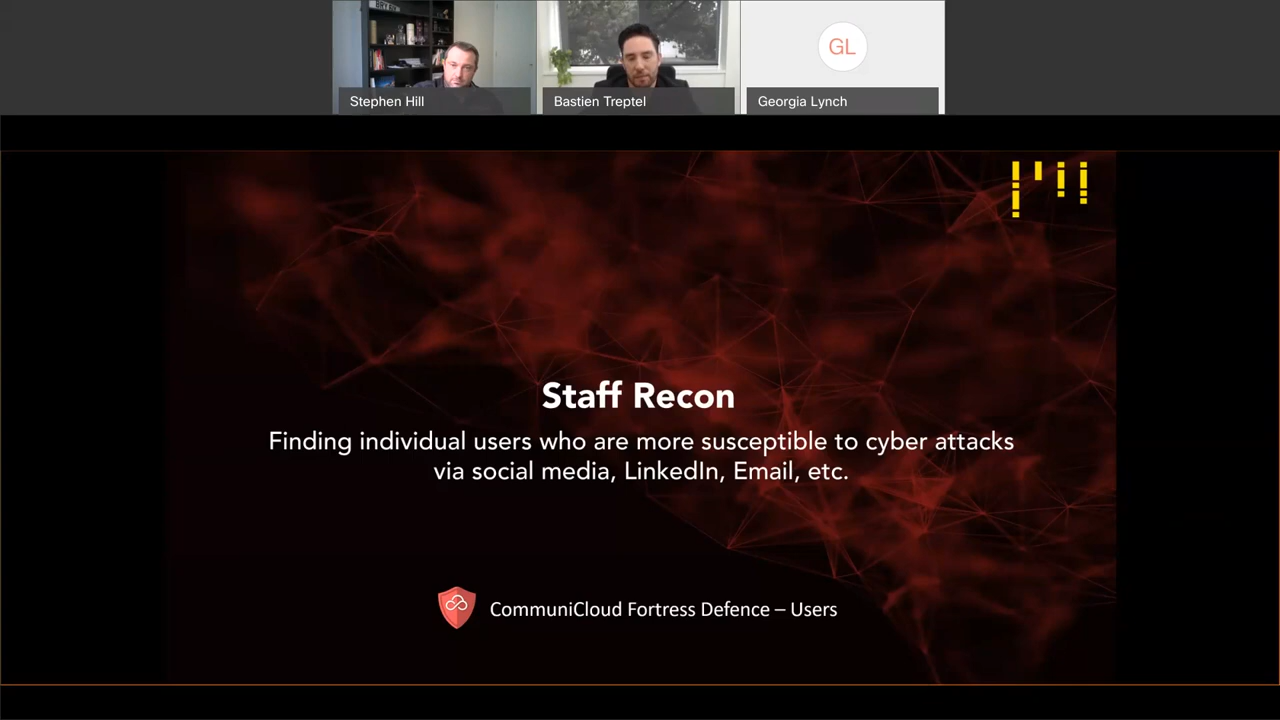 Stephen Hill
Bastien Treptel
GL
Georgia Lynch
Staff Recon
Finding individual users who are more susceptible to cyber attacks
via social media, LinkedIn, Email, etc.
CommuniCloud Fortress Defence – Users